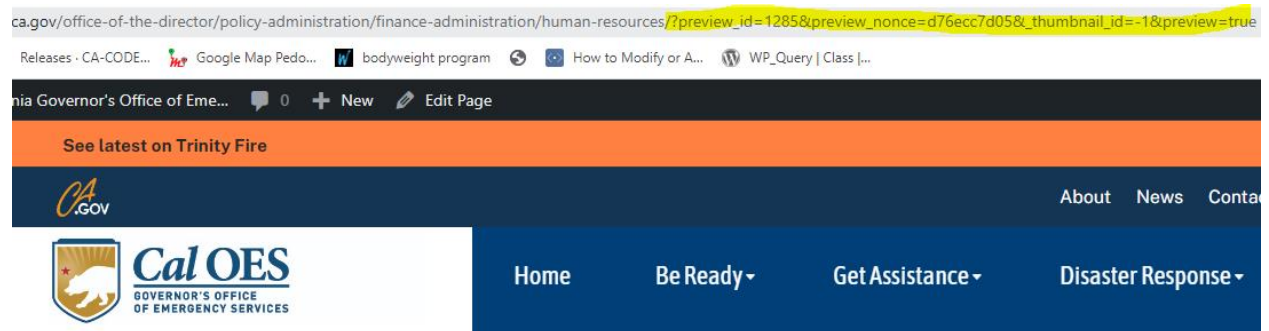 ca.gov/office-of-the-director/policy-administration/finance-administration/human-resources/?preview_id=1285&preview_nonce=d76ecc7d05&_thumbnail_id=-1&preview=true
Releases · CA-CODE... Google Map Pedo... bodyweight program How to Modify or A... WP_Query | Class |...
nia Governor's Office of Eme... 0 + New Edit Page
See latest on Trinity Fire
CA.GOV
About News Contac
Cal OES
GOVERNOR'S OFFICE
OF EMERGENCY SERVICES
Home Be Ready Get Assistance Disaster Response